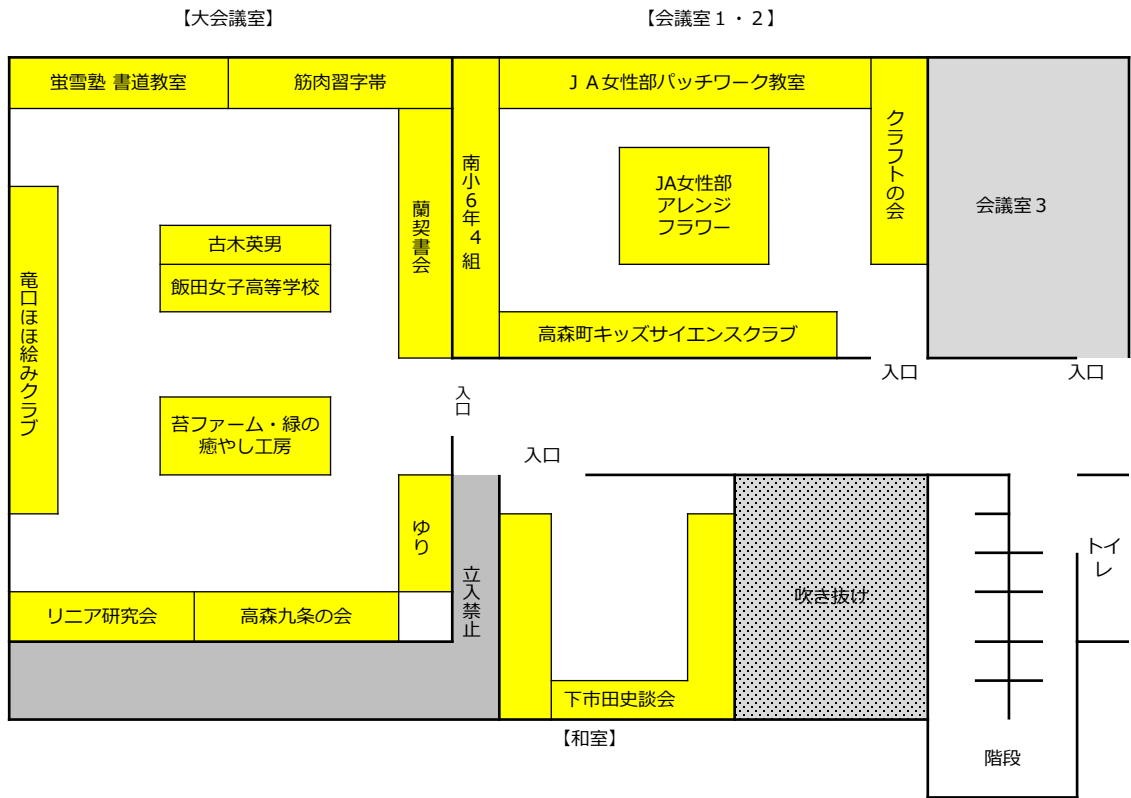 【大会議室】
【会議室１・２】
蛍雪塾 書道教室
筋肉習字帯
ＪＡ女性部パッチワーク教室
クラフトの会
南小６年４組
蘭契書会
JA女性部
アレンジ
フラワー
会議室３
古木英男
飯田女子高等学校
竜口ほほ絵みクラブ
高森町キッズサイエンスクラブ
入口
入口
入口
苔ファーム・緑の
癒やし工房
入口
ゆり
立入禁止
吹き抜け
トイ
レ
リニア研究会
高森九条の会
下市田史談会
【和室】
階段